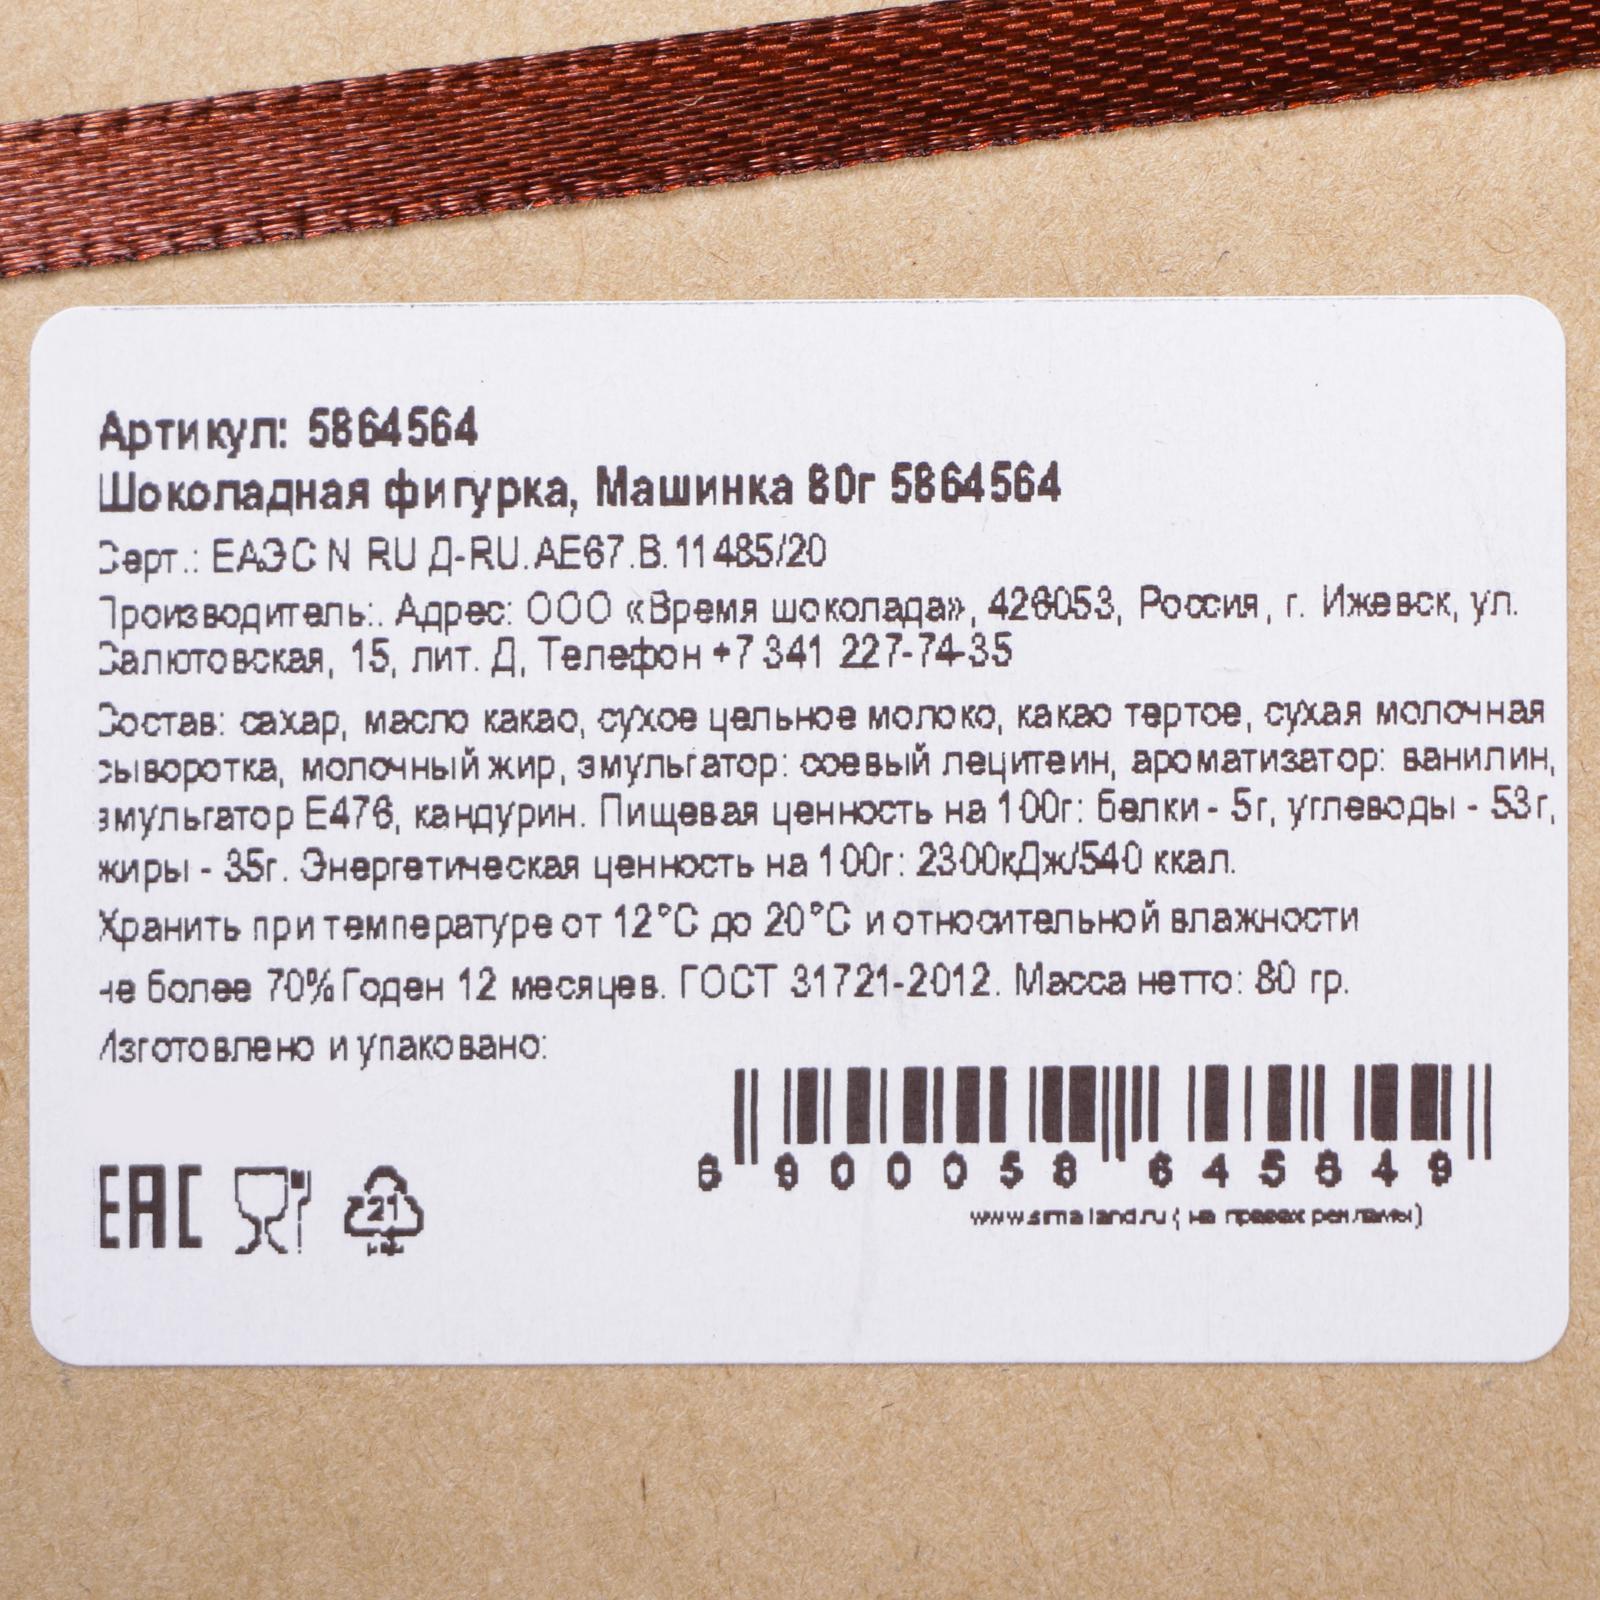 Артикул: 5864564
Шоколадная фигурка, Машинка 80г 5864564
Серт.: ЕАЭС N RU Д-RU.АЕ67.В.11485/20
Производитель:. Адрес: ООО «Время шоколада», 426053, Россия, г. Ижевск, ул.
Салютовская, 15, лит. Д, Телефон +7 341 227-74-35
Состав: сахар, масло какао, сухое цельное молоко, какао тертое, сухая молочная
сыворотка, молочный жир, эмульгатор: соевый лецитеин, ароматизатор: ванилин,
эмульгатор Е476, кандурин. Пищевая ценность на 100г: белки - 5г, углеводы - 53г,
жиры - 35г. Энергетическая ценность на 100г: 2300кДж/540 ккал.
Хранить при температуре от 12°С до 20°С и относительной влажности
не более 70% Годен 12 месяцев. ГОСТ 31721-2012. Масса нетто: 80 гр.
Изготовлено и упаковано:
6 900058 645849
www.sima-land.ru ( на правах рекламы)
ЕАС
21